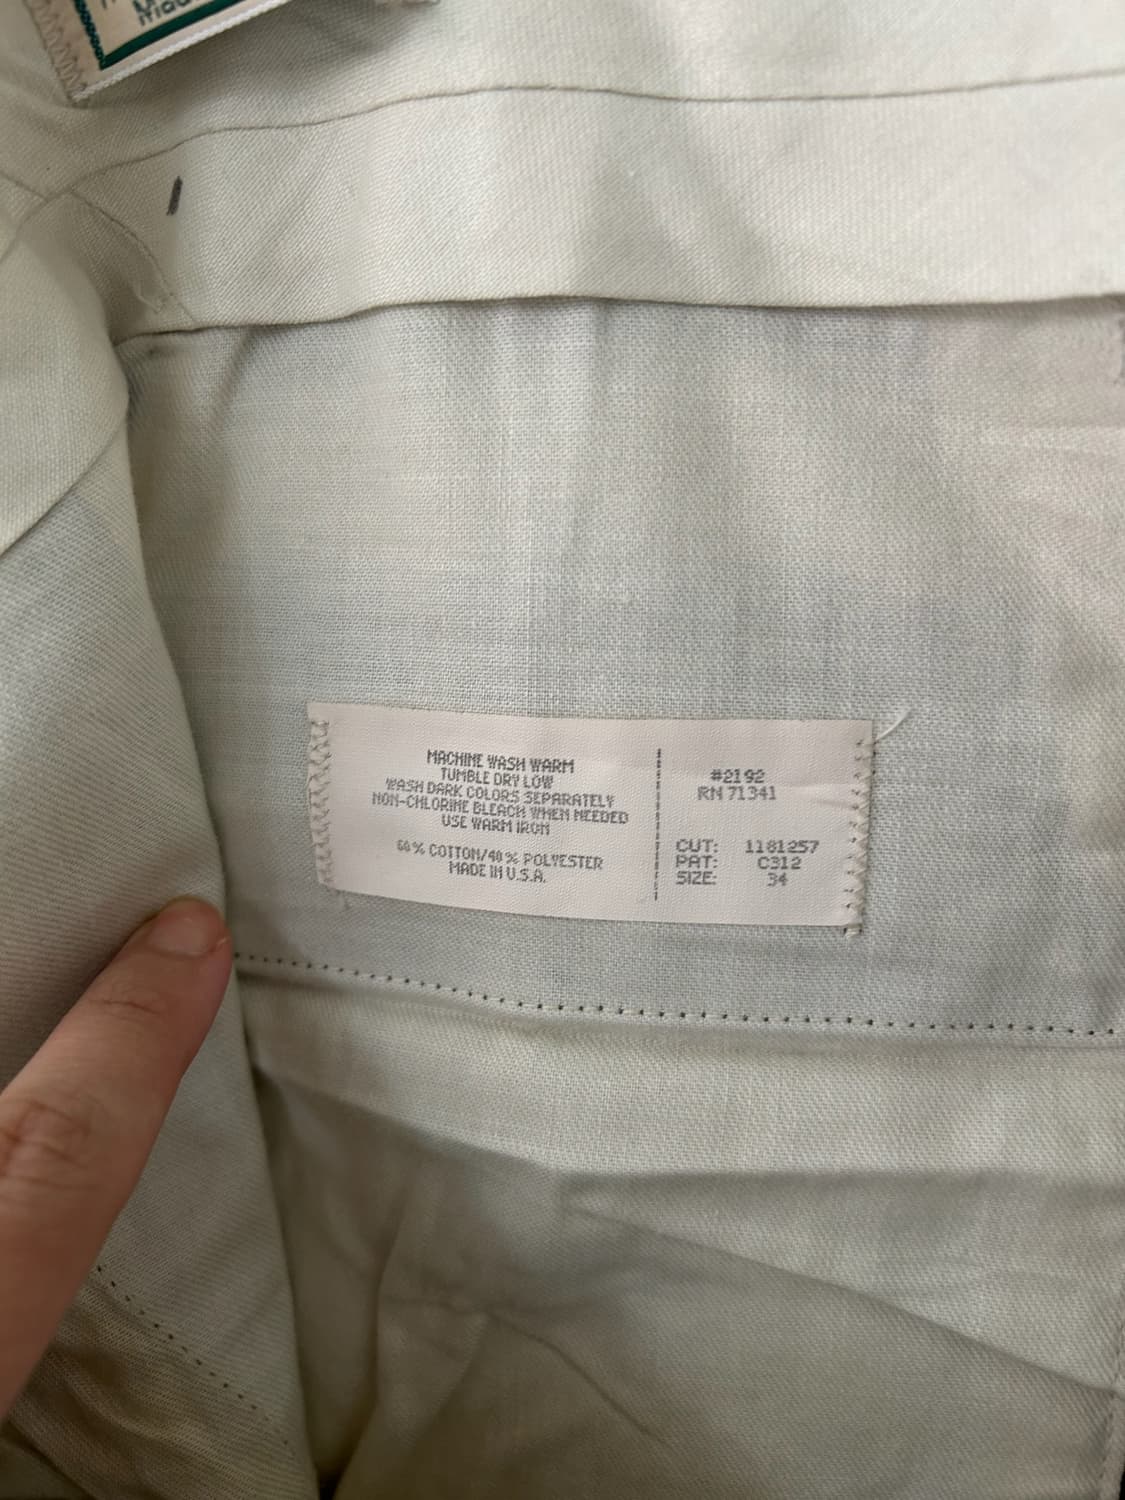 MACHINE WASH WARM
TUMBLE DRY LOW
WASH DARK COLORS SEPARATELY
NON-CHLORINE BLEACH WHEN NEEDED
USE WARM IRON
60% COTTON/40% POLYESTER
MADE IN U.S.A.
#2192
RN 71341
CUT: 1181257
PAT: C312
SIZE: 34